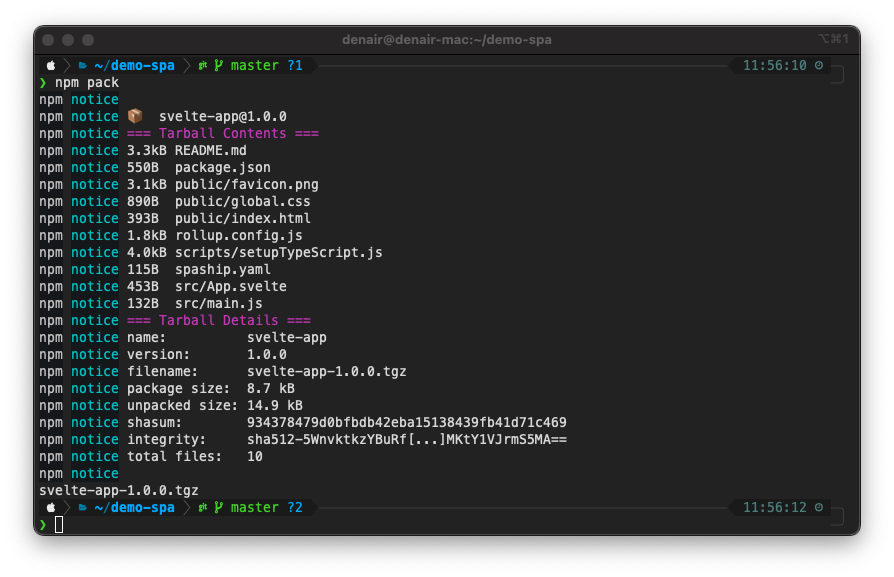 denair@denair-mac:~/demo-spa
⌥⌘1
~/demo-spa git master ?1 11:56:10
❯ npm pack
npm notice
npm notice 📦 svelte-app@1.0.0
npm notice === Tarball Contents ===
npm notice 3.3kB README.md
npm notice 550B package.json
npm notice 3.1kB public/favicon.png
npm notice 890B public/global.css
npm notice 393B public/index.html
npm notice 1.8kB rollup.config.js
npm notice 4.0kB scripts/setupTypeScript.js
npm notice 115B spaship.yaml
npm notice 453B src/App.svelte
npm notice 132B src/main.js
npm notice === Tarball Details ===
npm notice name: svelte-app
npm notice version: 1.0.0
npm notice filename: svelte-app-1.0.0.tgz
npm notice package size: 8.7 kB
npm notice unpacked size: 14.9 kB
npm notice shasum: 934378479d0bfbdb42eba15138439fb41d71c469
npm notice integrity: sha512-5WnvktkzYBuRf[...]MKtY1VJrmS5MA==
npm notice total files: 10
npm notice
svelte-app-1.0.0.tgz
~/demo-spa git master ?2 11:56:12
❯